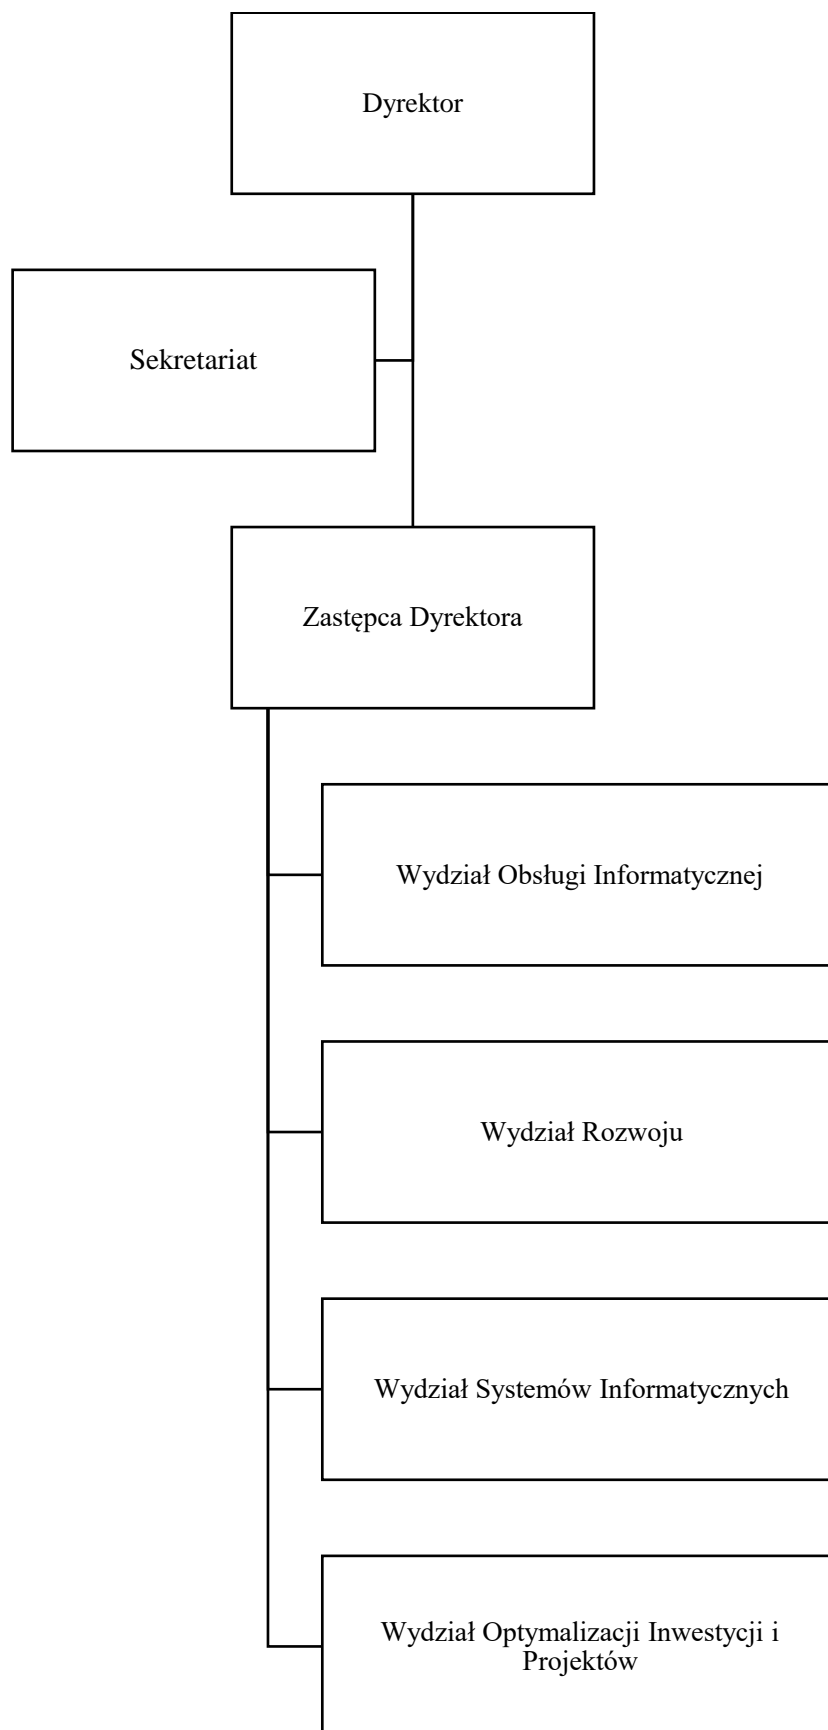 Dyrektor
Sekretariat
Zastępca Dyrektora
Wydział Obsługi Informatycznej
Wydział Rozwoju
Wydział Systemów Informatycznych
Wydział Optymalizacji Inwestycji i
Projektów